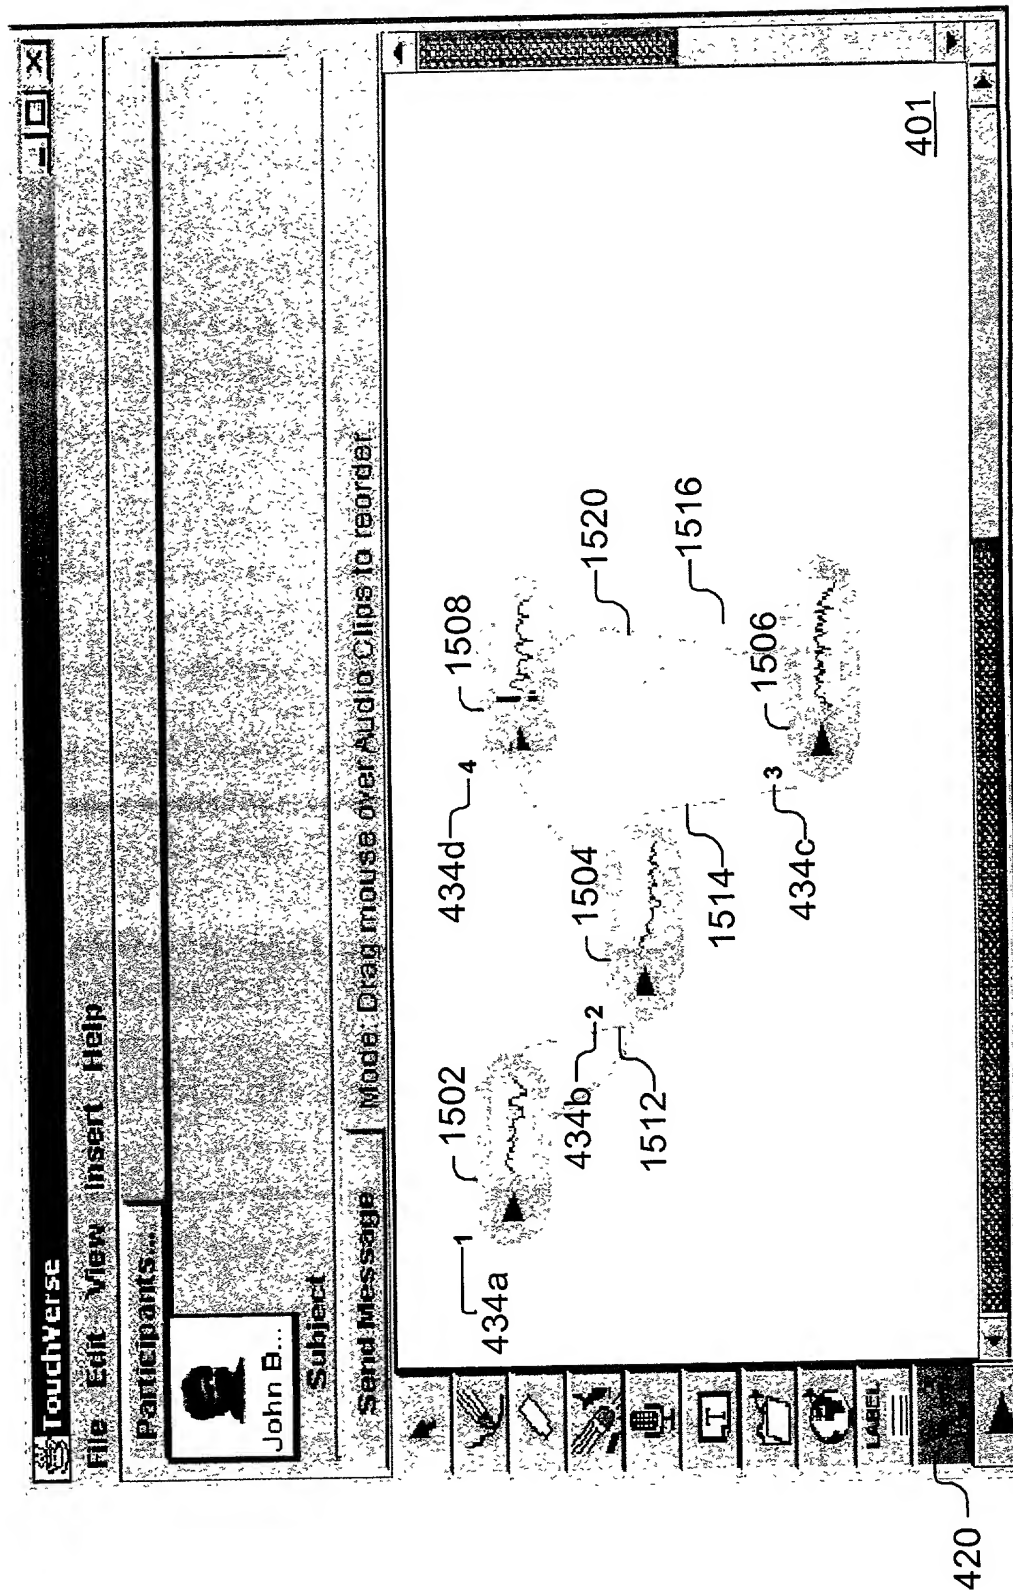 TouchVerse
File Edit View Insert Help
Participants...
John B...
Subject
Send Message Mode: Drag mouse over Audio Clips to reorder
434a 1 1502
434b 2 1504
434d 4 1508
1512
1514
1520
1516
434c 3 1506
401
T
LABEL
420